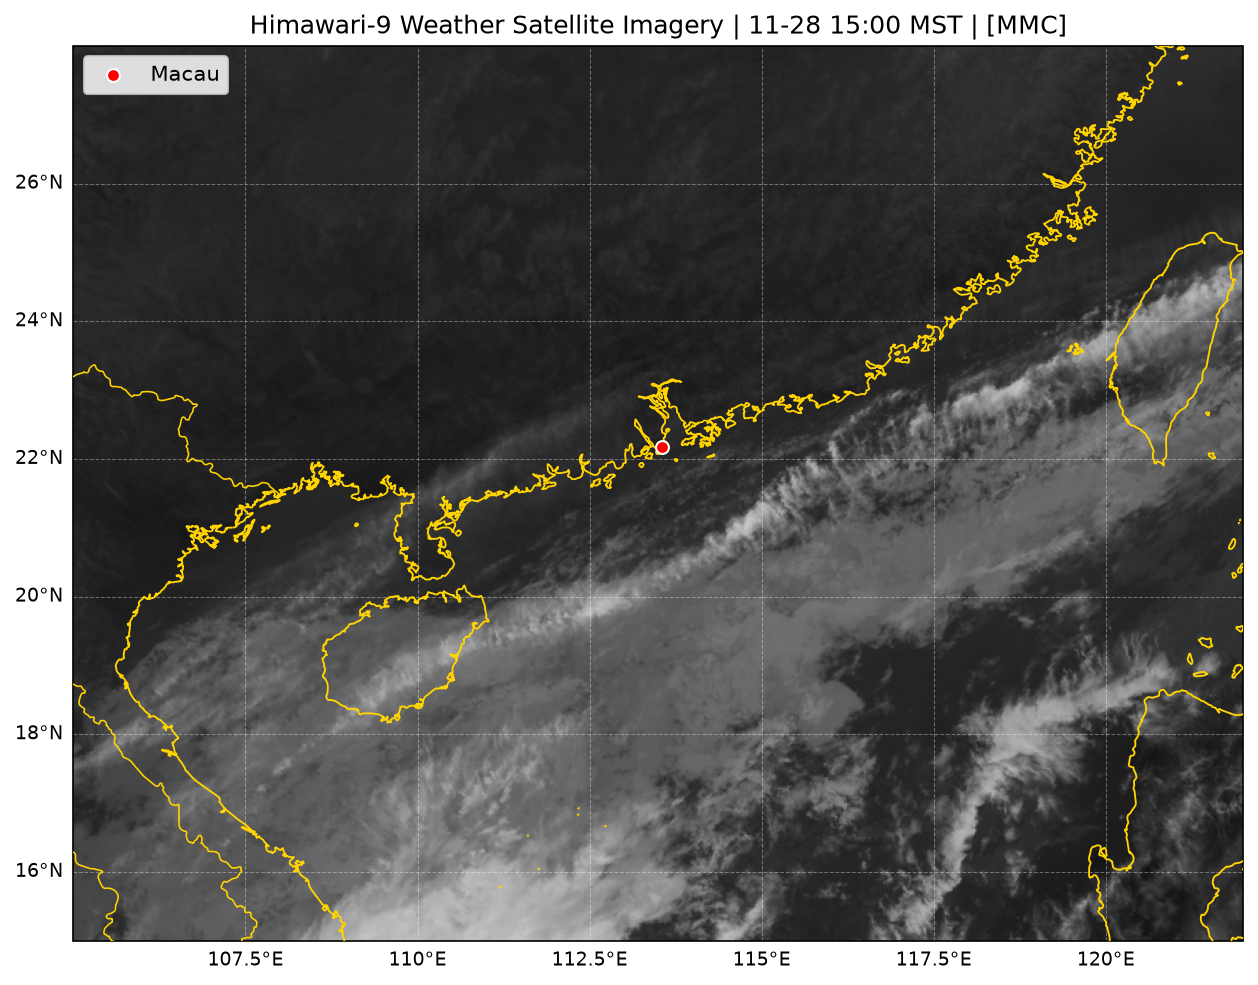 Himawari-9 Weather Satellite Imagery | 11-28 15:00 MST | [MMC]
Macau
26°N
24°N
22°N
20°N
18°N
16°N
107.5°E 110°E 112.5°E 115°E 117.5°E 120°E